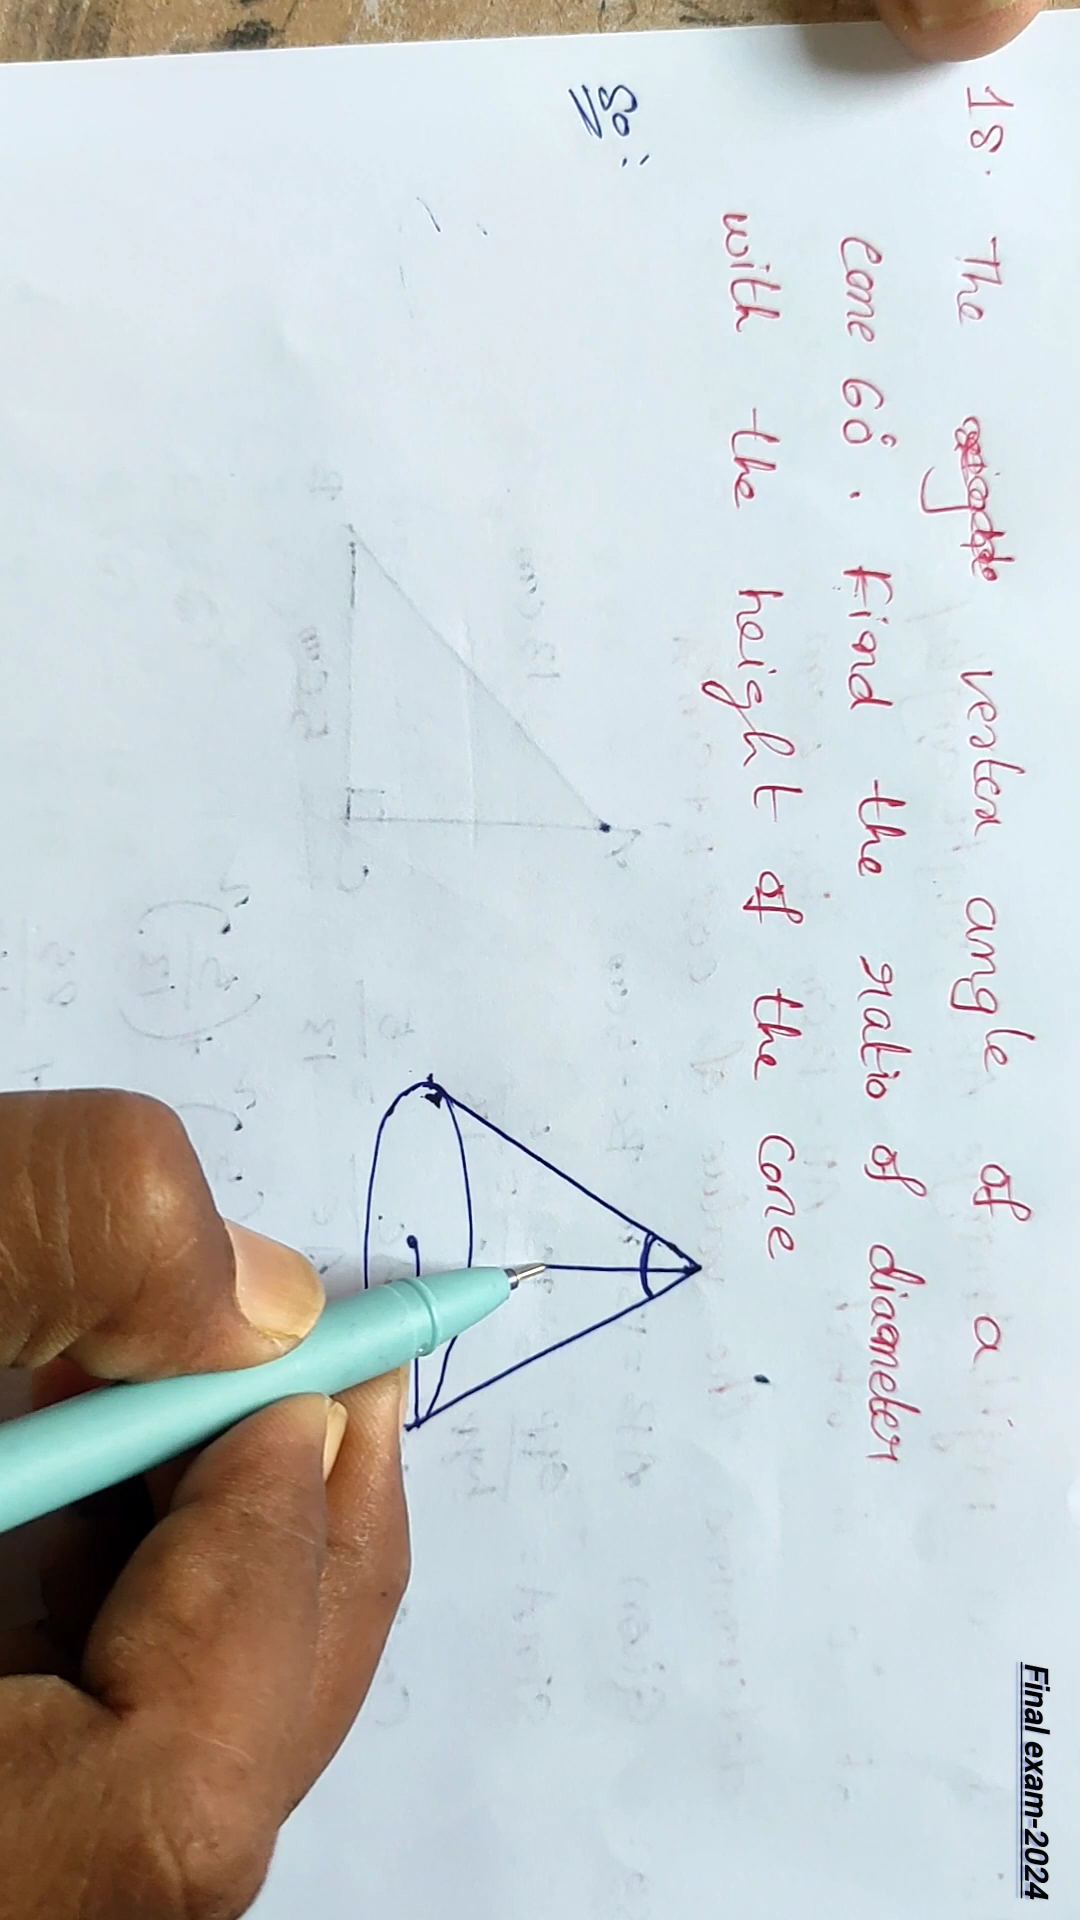 Final exam-2024
18. The vertex angle of a
cone 60°. Find the ratio of diameter
with the height of the cone
Sol: